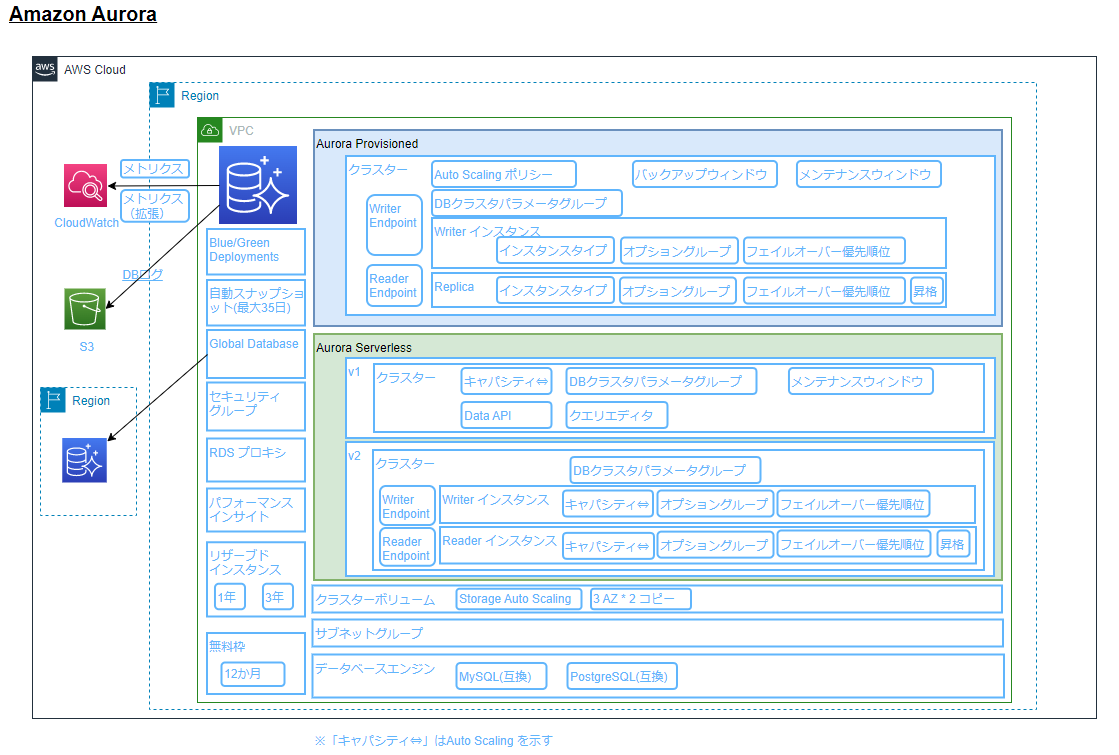 Amazon Aurora
aws
AWS Cloud
Region
VPC
メトリクス
メトリクス
(拡張)
CloudWatch
DBログ
S3
Region
Blue/Green
Deployments
自動スナップショ
ット(最大35日)
Global Database
セキュリティ
グループ
RDS プロキシ
パフォーマンス
インサイト
リザーブド
インスタンス
1年
3年
無料枠
12か月
Aurora Provisioned
クラスター
Auto Scaling ポリシー
バックアップウィンドウ
メンテナンスウィンドウ
DBクラスタパラメータグループ
Writer
Endpoint
Writer インスタンス
インスタンスタイプ
オプショングループ
フェイルオーバー優先順位
Reader
Endpoint
Replica
インスタンスタイプ
オプショングループ
フェイルオーバー優先順位
昇格
Aurora Serverless
v1
クラスター
キャパシティ⇔
DBクラスタパラメータグループ
メンテナンスウィンドウ
Data API
クエリエディタ
v2
クラスター
DBクラスタパラメータグループ
Writer
Endpoint
Writer インスタンス
キャパシティ⇔
オプショングループ
フェイルオーバー優先順位
Reader
Endpoint
Reader インスタンス
キャパシティ⇔
オプショングループ
フェイルオーバー優先順位
昇格
クラスターボリューム
Storage Auto Scaling
3 AZ * 2 コピー
サブネットグループ
データベースエンジン
MySQL(互換)
PostgreSQL(互換)
※「キャパシティ⇔」はAuto Scaling を示す